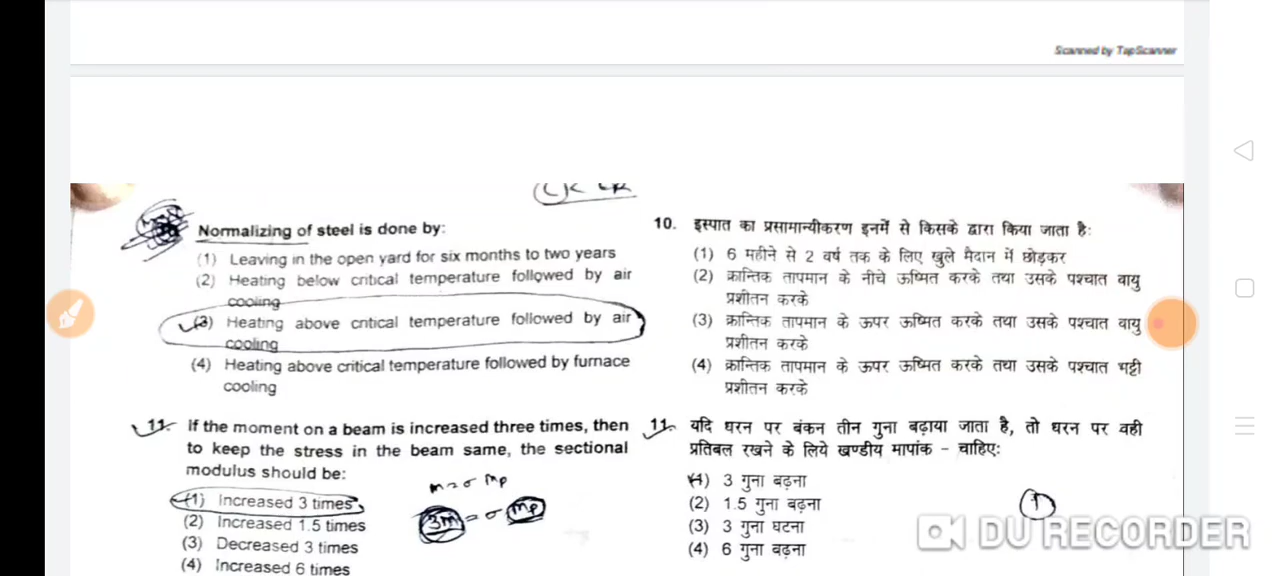 Scanned by TapScanner
Normalizing of steel is done by:
(1) Leaving in the open yard for six months to two years
(2) Heating below critical temperature followed by air
cooling
(3) Heating above critical temperature followed by air
cooling
(4) Heating above critical temperature followed by furnace
cooling
11. If the moment on a beam is increased three times, then
to keep the stress in the beam same, the sectional
modulus should be:
(1) Increased 3 times
(2) Increased 1.5 times
(3) Decreased 3 times
(4) Increased 6 times
3m = σ mp
10. इस्पात का प्रसामान्यीकरण इनमें से किसके द्वारा किया जाता है:
(1) 6 महीने से 2 वर्ष तक के लिए खुले मैदान में छोड़कर
(2) क्रान्तिक तापमान के नीचे ऊष्मित करके तथा उसके पश्चात वायु
प्रशीतन करके
(3) क्रान्तिक तापमान के ऊपर ऊष्मित करके तथा उसके पश्चात वायु
प्रशीतन करके
(4) क्रान्तिक तापमान के ऊपर ऊष्मित करके तथा उसके पश्चात भट्टी
प्रशीतन करके
11. यदि धरन पर बंकन तीन गुना बढ़ाया जाता है, तो धरन पर वही
प्रतिबल रखने के लिये खण्डीय मापांक - चाहिए:
(1) 3 गुना बढ़ना
(2) 1.5 गुना बढ़ना
(3) 3 गुना घटना
(4) 6 गुना बढ़ना
1
DU RECORDER